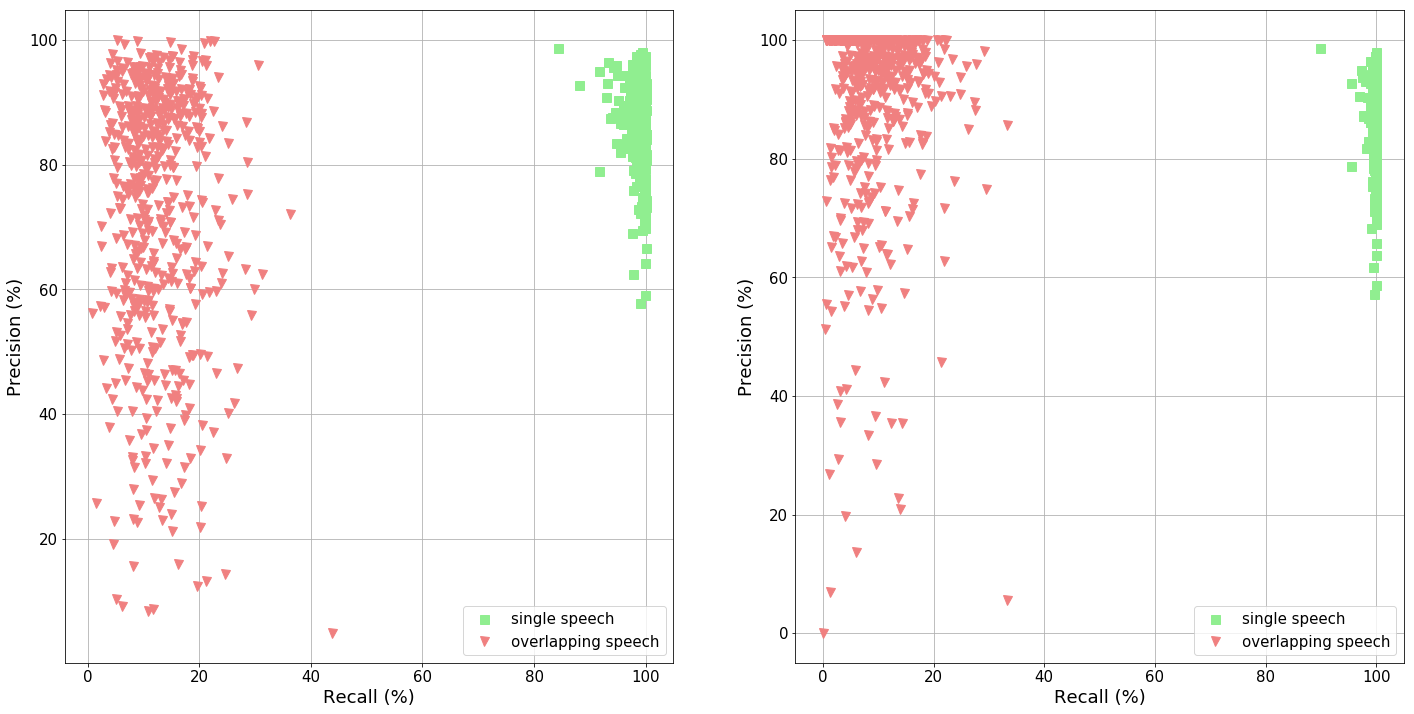 100
80
60
40
20
0 20 40 60 80 100
Recall (%)
Precision (%)
single speech
overlapping speech
100
80
60
40
20
0
0 20 40 60 80 100
Recall (%)
Precision (%)
single speech
overlapping speech